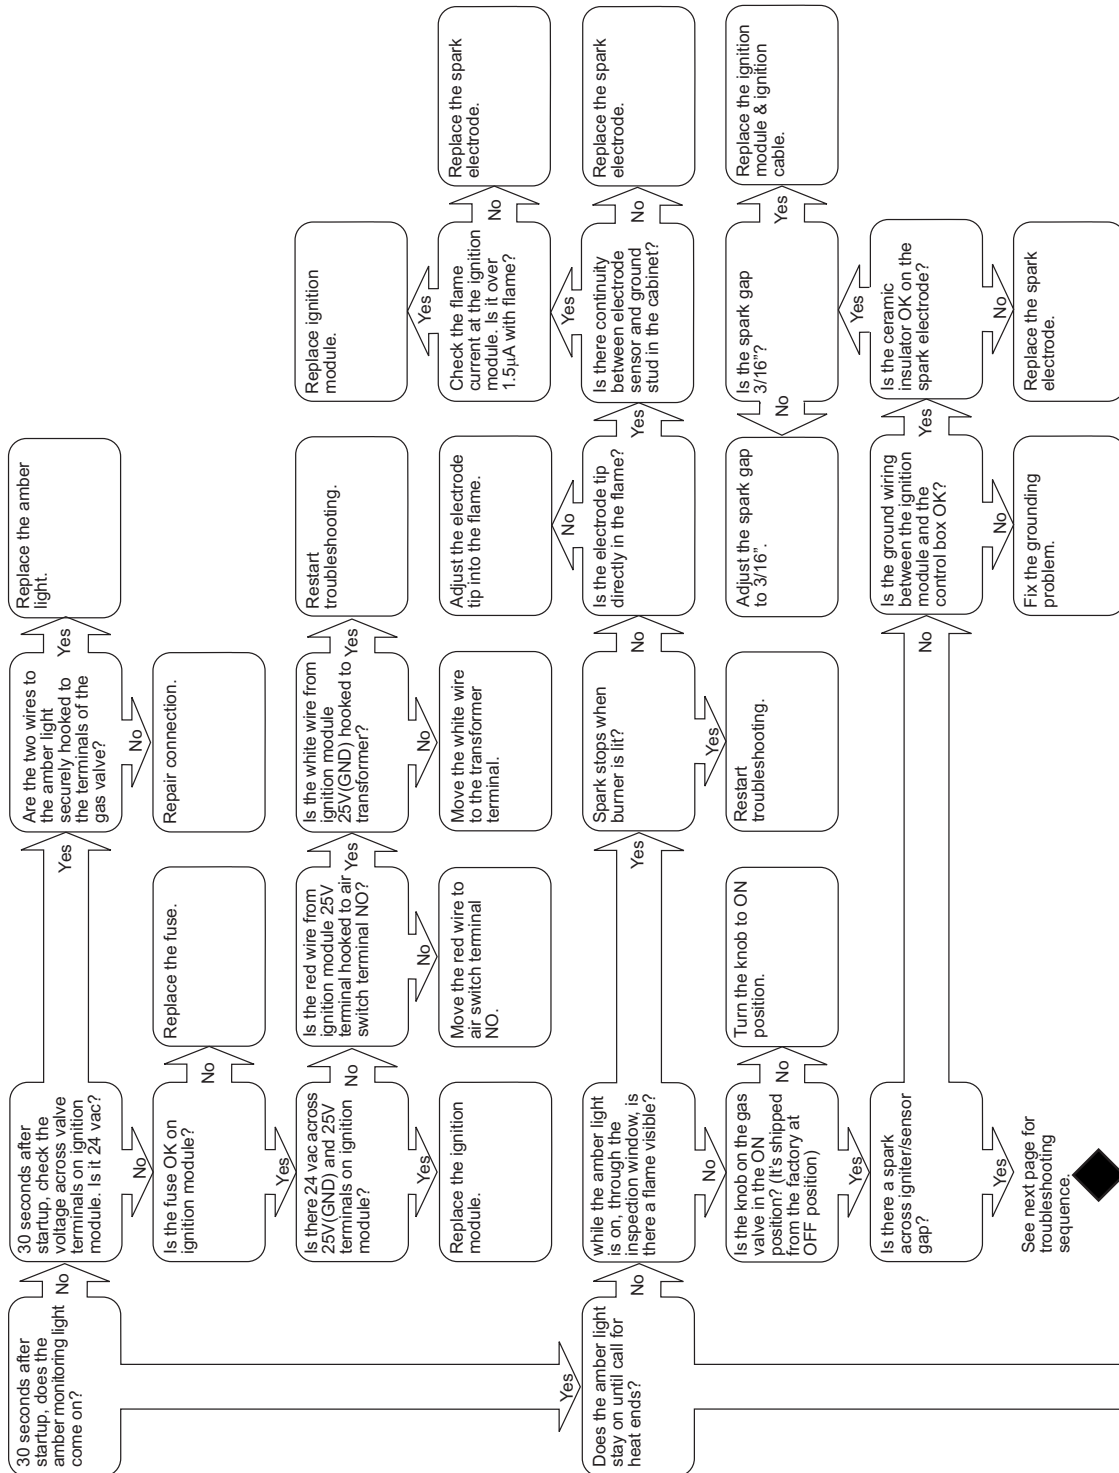 30 seconds after
startup, does the
amber monitoring light
come on?
No
30 seconds after
startup, check the
voltage across valve
terminals on ignition
module. Is it 24 vac?
Yes
Are the two wires to
the amber light
securely hooked to
the terminals of the
gas valve?
Yes
Replace the amber
light.
No
Repair connection.
No
Is the fuse OK on
ignition module?
No
Replace the fuse.
Yes
Is there 24 vac across
25V(GND) and 25V
terminals on ignition
module?
No
Is the red wire from
ignition module 25V
terminal hooked to air
switch terminal NO?
Yes
Is the white wire from
ignition module
25V(GND) hooked to
transformer?
Yes
Restart
troubleshooting.
Yes
Replace the ignition
module.
No
Move the red wire to
air switch terminal
NO.
No
Move the white wire
to the transformer
terminal.
Yes
Does the amber light
stay on until call for
heat ends?
No
while the amber light
is on, through the
inspection window, is
there a flame visible?
Yes
Spark stops when
burner is lit?
No
Is the electrode tip
directly in the flame?
Yes
Is there continuity
between electrode
sensor and ground
stud in the cabinet?
No
Replace the spark
electrode.
Yes
Restart
troubleshooting.
No
Adjust the electrode
tip into the flame.
Yes
Check the flame
current at the ignition
module. Is it over
1.5µA with flame?
No
Replace the spark
electrode.
Yes
Replace ignition
module.
No
Is the knob on the gas
valve in the ON
position? (It's shipped
from the factory at
OFF position)
No
Turn the knob to ON
position.
Yes
Is there a spark
across igniter/sensor
gap?
No
Is the ground wiring
between the ignition
module and the
control box OK?
Yes
Is the ceramic
insulator OK on the
spark electrode?
Yes
Is the spark gap
3/16"?
Yes
Replace the ignition
module & ignition
cable.
No
Adjust the spark gap
to 3/16".
No
Fix the grounding
problem.
No
Replace the spark
electrode.
Yes
See next page for
troubleshooting
sequence.